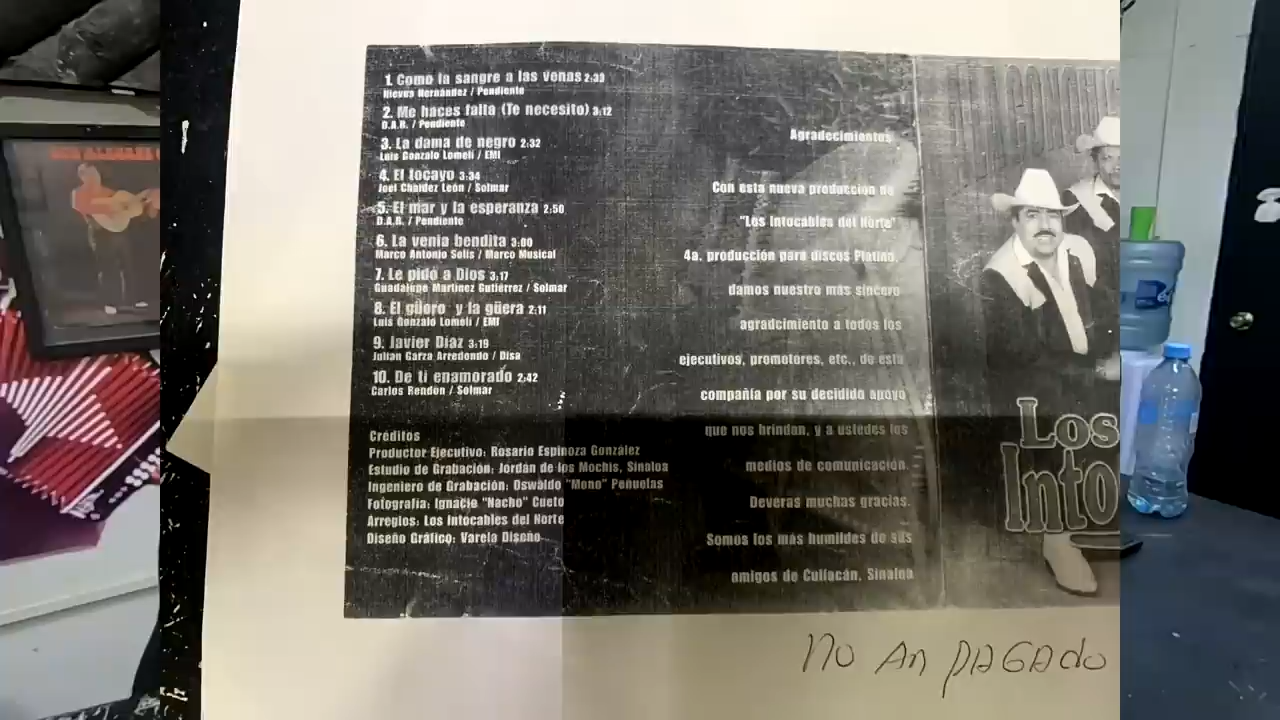 1. Como la sangre a las venas 2:39
Nieves Hernández / Pendiente
2. Me haces falta (Te necesito) 3:12
D.A.R. / Pendiente
3. La dama de negro 2:32
Luis Gonzalo Lomeli / EMI
4. El tocayo 3:34
Joel Chaidez León / Solmar
5. El mar y la esperanza 2:50
D.A.R. / Pendiente
6. La venia bendita 3:00
Marco Antonio Solis / Marco Musical
7. Le pido a Dios 3:17
Guadalupe Martinez Gutiérrez / Solmar
8. El güero y la güera 2:11
Luis Gonzalo Lomeli / EMI
9. Javier Díaz 3:19
Julian Garza Arredondo / Disa
10. De ti enamorado 2:42
Carlos Rendon / Solmar
Créditos
Productor Ejecutivo: Rosario Espinoza González
Estudio de Grabación: Jordán de los Mochis, Sinaloa
Ingeniero de Grabación: Oswaldo "Mono" Peñuelas
Fotografía: Ignacio "Nacho" Cueto
Arreglos: Los Intocables del Norte
Diseño Gráfico: Varela Diseño
Agradecimientos
Con esta nueva producción de
"Los Intocables del Norte"
4a. producción para discos Platino,
damos nuestro más sincero
agradcimiento a todos los
ejecutivos, promotores, etc., de esta
compañía por su decidido apoyo
que nos brindan, y a ustedes los
medios de comunicación.
Deveras muchas gracias.
Somos los más humildes de sus
amigos de Culiacán, Sinaloa
Los
Into
No An PAGAdo